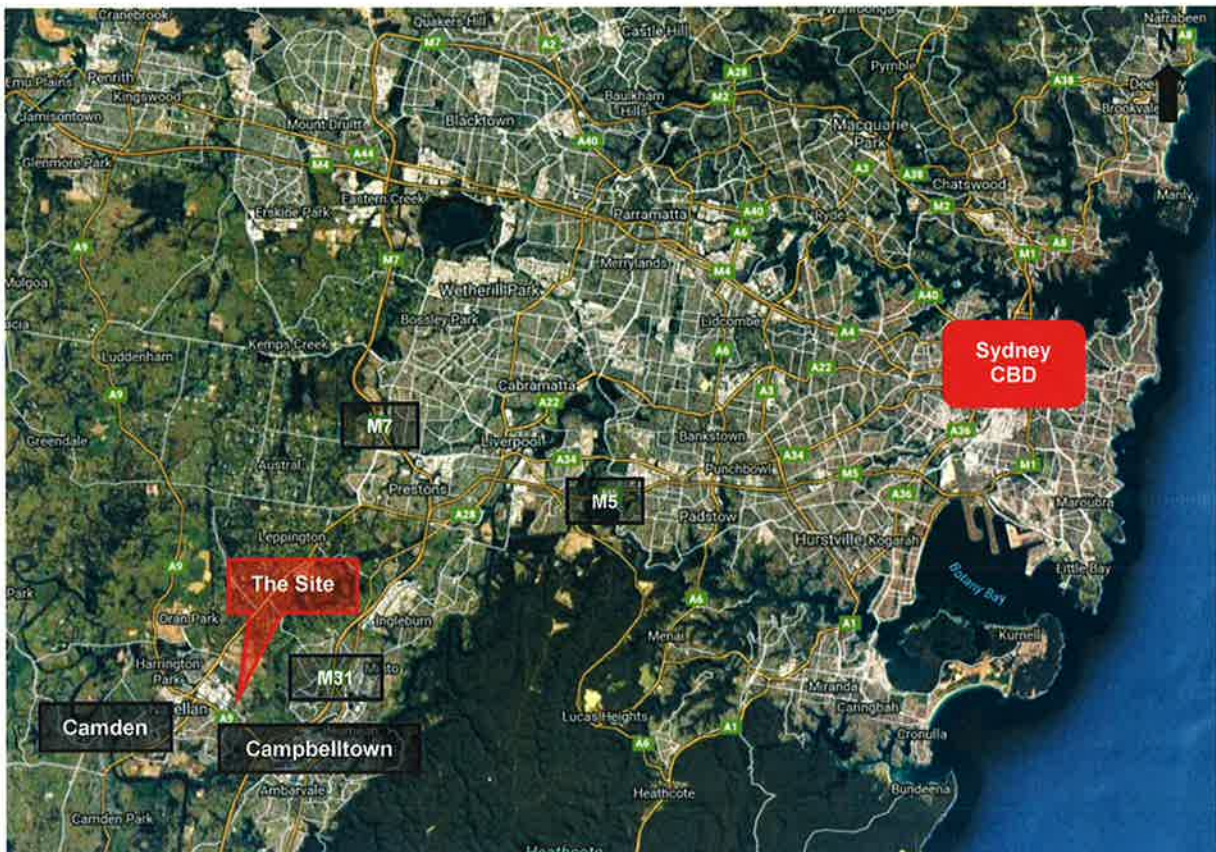 Cranebrook
Quakers Hill
Castle Hill
Narrabeen
M7
A2
A8
N
Emu Plains
Penrith
A28
Pymble
A38
Kingswood
Baulkham
Hills
M2
Dee
Brookvale
Jamisontown
Mount Druitt
Blacktown
Macquarie
Park
A40
Glenmore Park
A44
M4
A3
A38
Chatswood
Eastern Creek
Manly
Erskine Park
Parramatta
A40
Ryde
M2
A9
A6
M1
A8
M7
Merrylands
M4
Mulgoa
Wetherill Park
A40
Bossley Park
Lidcombe
A4
Kemps Creek
Luddenham
A6
Sydney
CBD
A22
Cabramatta
A3
A9
A22
M7
Bankstown
A36
Greendale
Liverpool
A34
A34
Austral
Punchbowl
M5
M1
Prestons
A36
M5
Maroubra
A28
Padstow
Leppington
Hurstville
Kogarah
A9
The Site
Little Bay
Park
Botany Bay
A6
Oran Park
Ingleburn
A1
Menai
Kurnell
Harrington
Park
M31
Minto
Miranda
Caringbah
ellan
A9
Lucas Heights
Camden
A1
Cronulla
Campbelltown
A6
Ambarvale
Heathcote
Bundeena
Camden Park
Heathcote